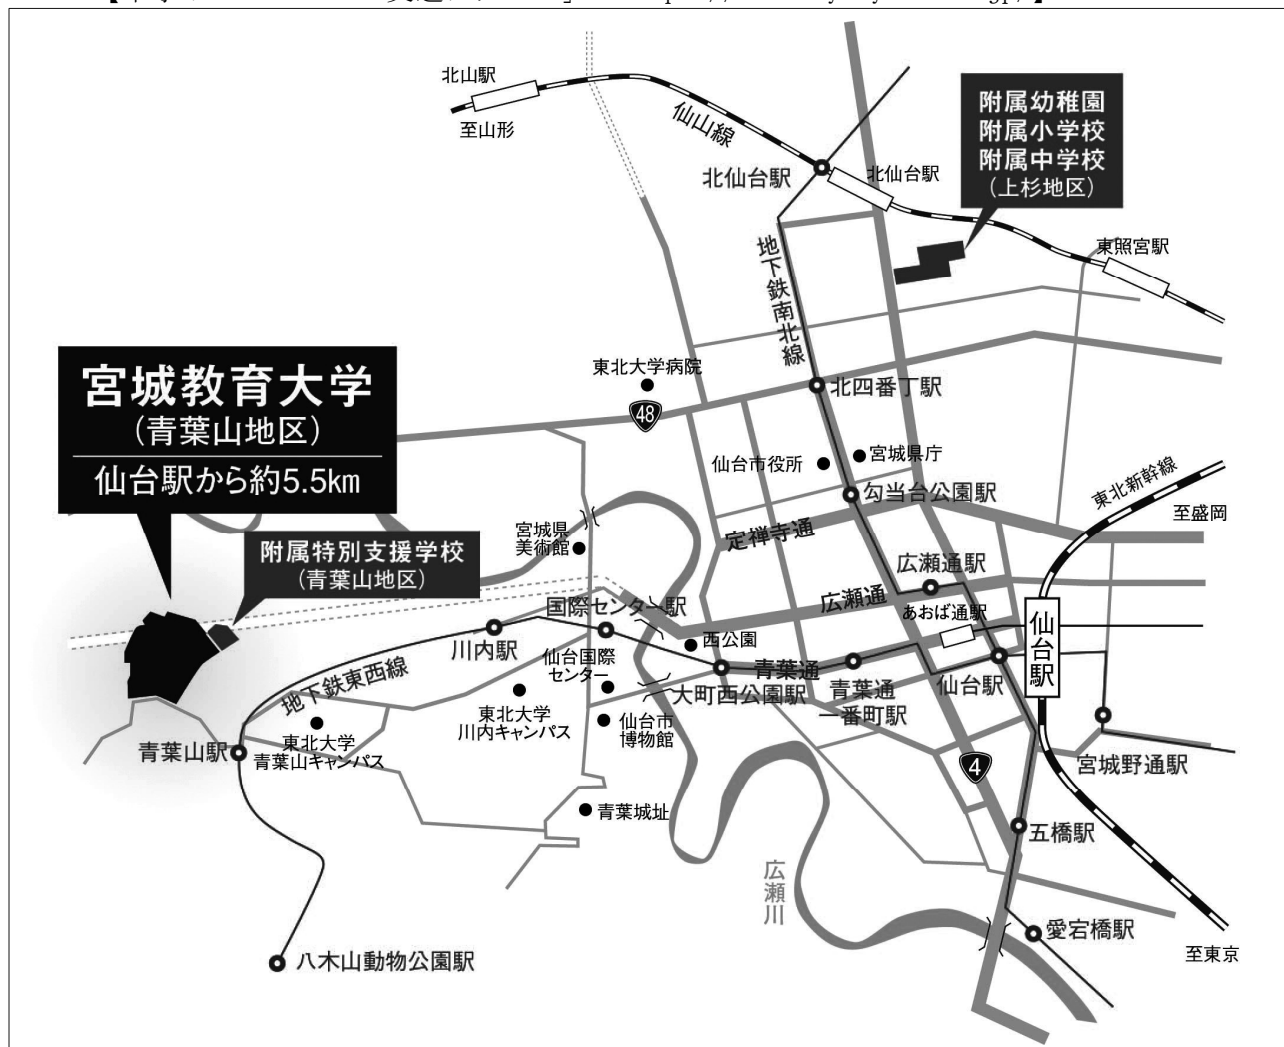 北山駅
至山形
仙山線
北仙台駅
北仙台駅
附属幼稚園
附属小学校
附属中学校
(上杉地区)
東照宮駅
地下鉄南北線
宮城教育大学
(青葉山地区)
仙台駅から約5.5km
東北大学病院
48
北四番丁駅
仙台市役所
宮城県庁
勾当台公園駅
東北新幹線
至盛岡
定禅寺通
宮城県
美術館
附属特別支援学校
(青葉山地区)
広瀬通駅
広瀬通
あおば通駅
国際センター駅
仙台駅
川内駅
西公園
仙台国際
センター
青葉通
大町西公園駅
青葉通
一番町駅
仙台駅
地下鉄東西線
東北大学
川内キャンパス
仙台市
博物館
東北大学
青葉山キャンパス
青葉山駅
4
宮城野通駅
青葉城址
五橋駅
広瀬川
愛宕橋駅
至東京
八木山動物公園駅